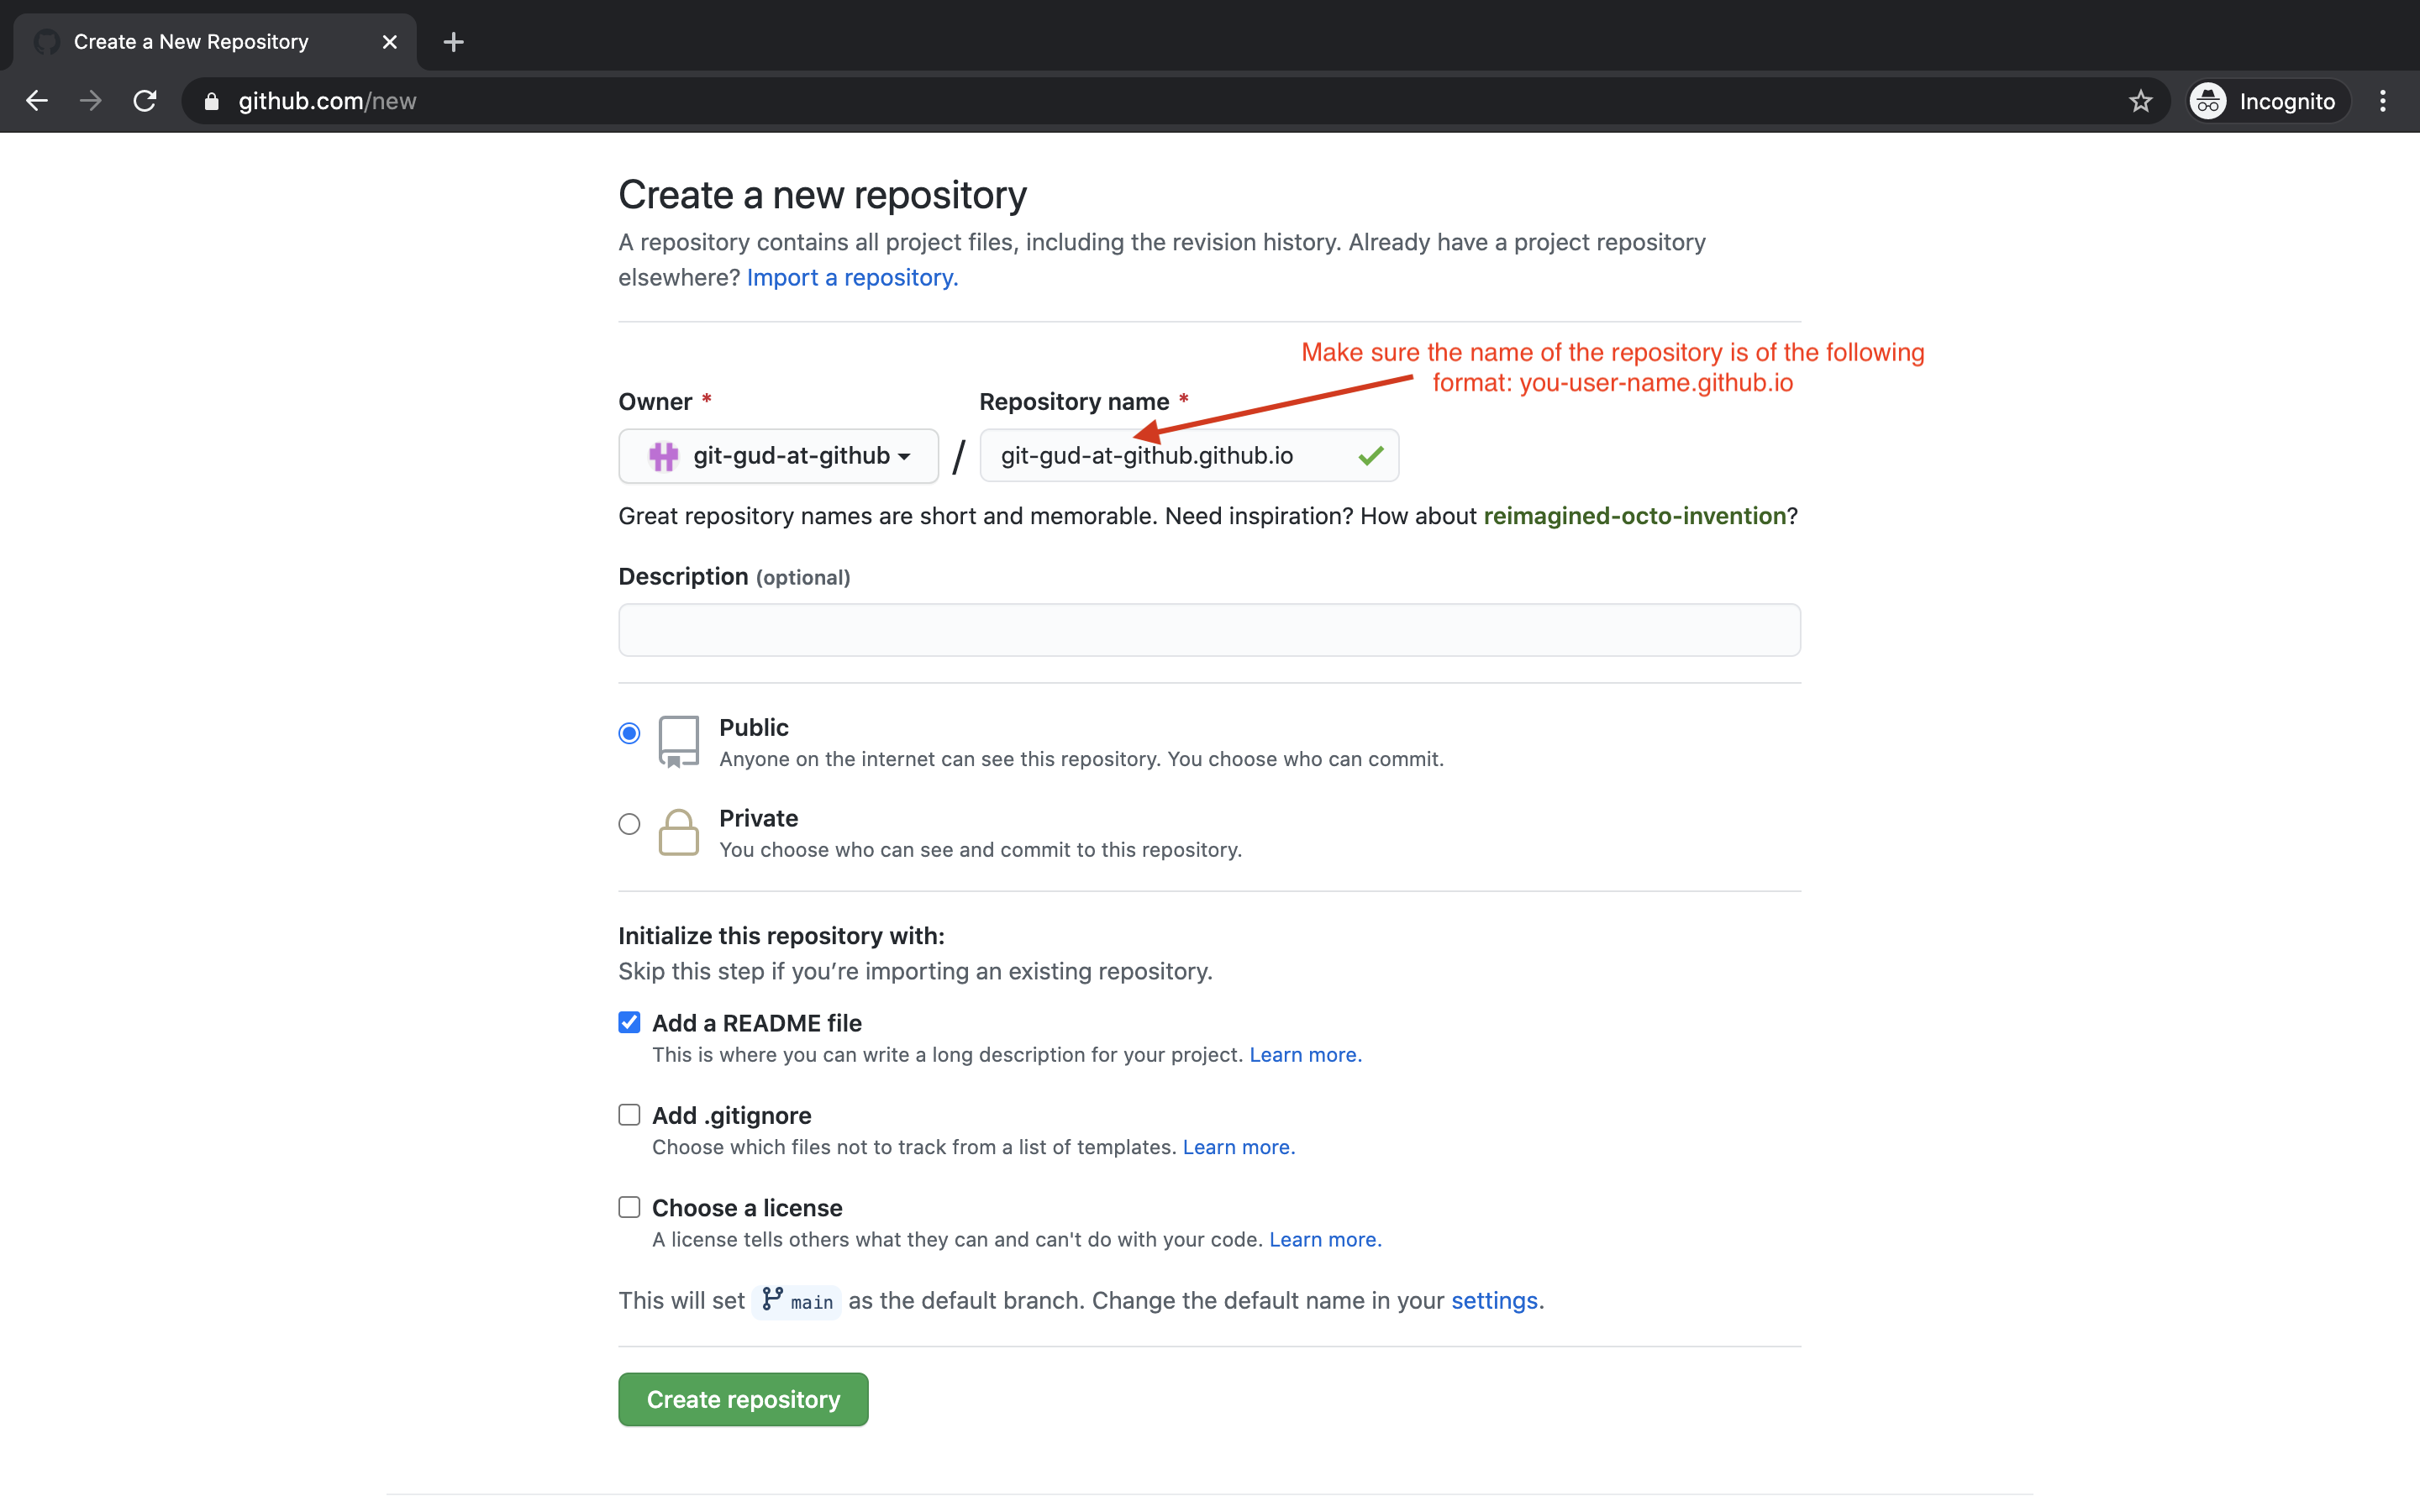 Create a New Repository
github.com/new
Incognito
Create a new repository
A repository contains all project files, including the revision history. Already have a project repository
elsewhere? Import a repository.
Make sure the name of the repository is of the following
format: you-user-name.github.io
Owner *
Repository name *
git-gud-at-github
/
git-gud-at-github.github.io
Great repository names are short and memorable. Need inspiration? How about reimagined-octo-invention?
Description (optional)
Public
Anyone on the internet can see this repository. You choose who can commit.
Private
You choose who can see and commit to this repository.
Initialize this repository with:
Skip this step if you’re importing an existing repository.
Add a README file
This is where you can write a long description for your project. Learn more.
Add .gitignore
Choose which files not to track from a list of templates. Learn more.
Choose a license
A license tells others what they can and can't do with your code. Learn more.
This will set main as the default branch. Change the default name in your settings.
Create repository